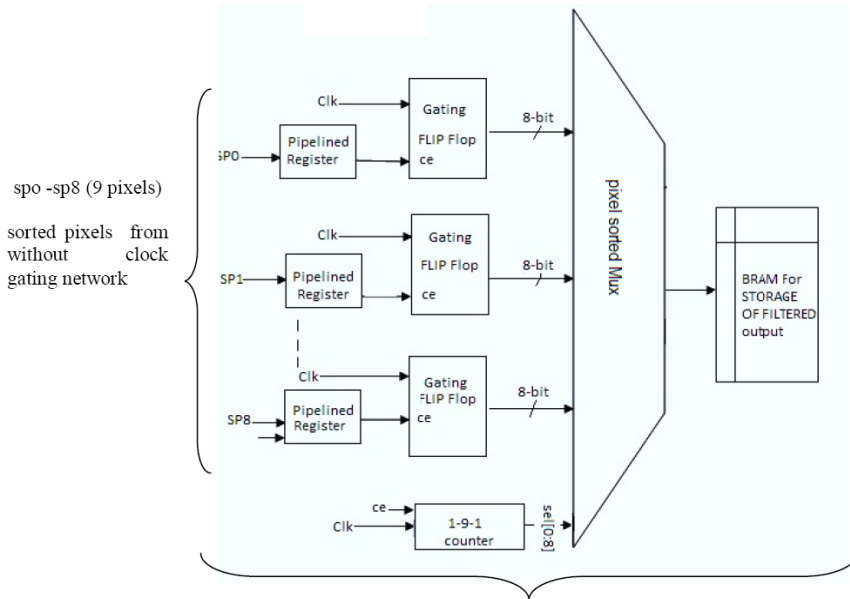 spo -sp8 (9 pixels)
sorted pixels from
without clock
gating network
Clk
Gating
FLIP Flop
ce
SP0
Pipelined
Register
8-bit
Clk
Gating
FLIP Flop
ce
SP1
Pipelined
Register
8-bit
Clk
Gating
FLIP Flop
ce
SP8
Pipelined
Register
8-bit
ce
Clk
1-9-1
counter
sel[0:8]
pixel sorted Mux
BRAM For
STORAGE
OF FILTERED
output